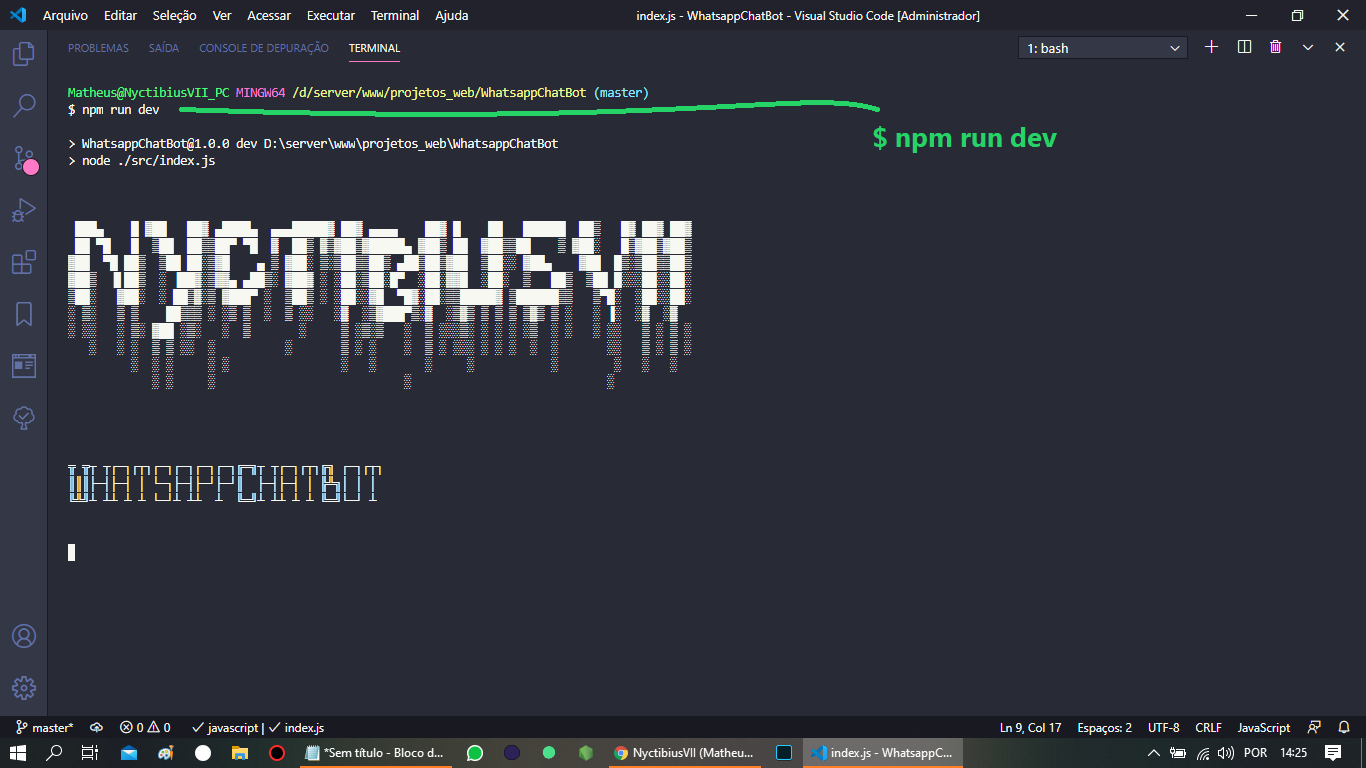 Arquivo Editar Seleção Ver Acessar Executar Terminal Ajuda index.js - WhatsappChatBot - Visual Studio Code [Administrador]
PROBLEMAS SAÍDA CONSOLE DE DEPURAÇÃO TERMINAL 1: bash
Matheus@NyctibiusVII_PC MINGW64 /d/server/www/projetos_web/WhatsappChatBot (master)
$ npm run dev
$ npm run dev
> WhatsappChatBot@1.0.0 dev D:\server\www\projetos_web\WhatsappChatBot
> node ./src/index.js
NYCTIBIUSVII
WHATSAPP CHATBOT
master* 0 0 javascript | index.js Ln 9, Col 17 Espaços: 2 UTF-8 CRLF JavaScript
*Sem título - Bloco d... NyctibiusVII (Matheu... index.js - WhatsappC... POR 14:25